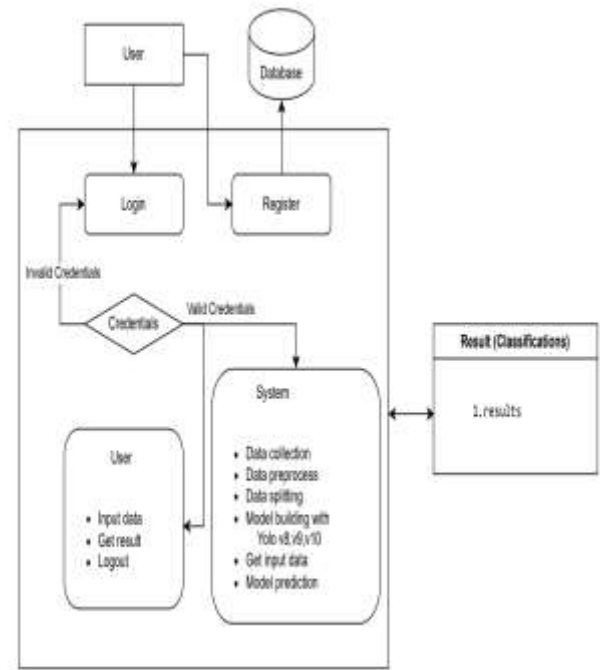 User
Database
Login
Register
Invalid Credentials
Credentials
Valid Credentials
Result (Classifications)
1.results
System
• Data collection
• Data preprocess
• Data splitting
• Model building with
Yolo v8,v9,v10
• Get input data
• Model prediction
User
• Input data
• Get result
• Logout